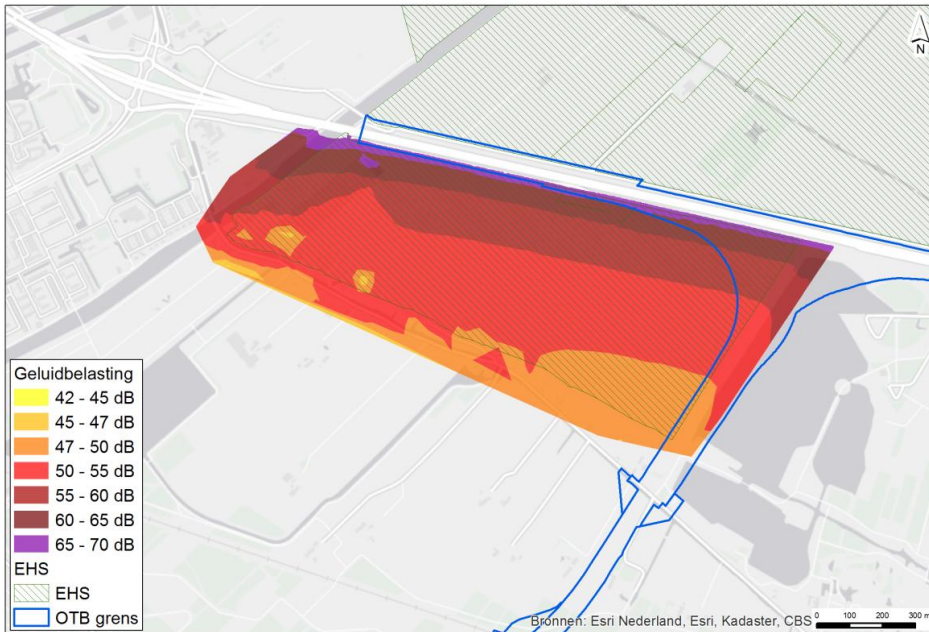 N
Geluidbelasting
42 - 45 dB
45 - 47 dB
47 - 50 dB
50 - 55 dB
55 - 60 dB
60 - 65 dB
65 - 70 dB
EHS
EHS
OTB grens
Bronnen: Esri Nederland, Esri, Kadaster, CBS
0 100 200 300 m